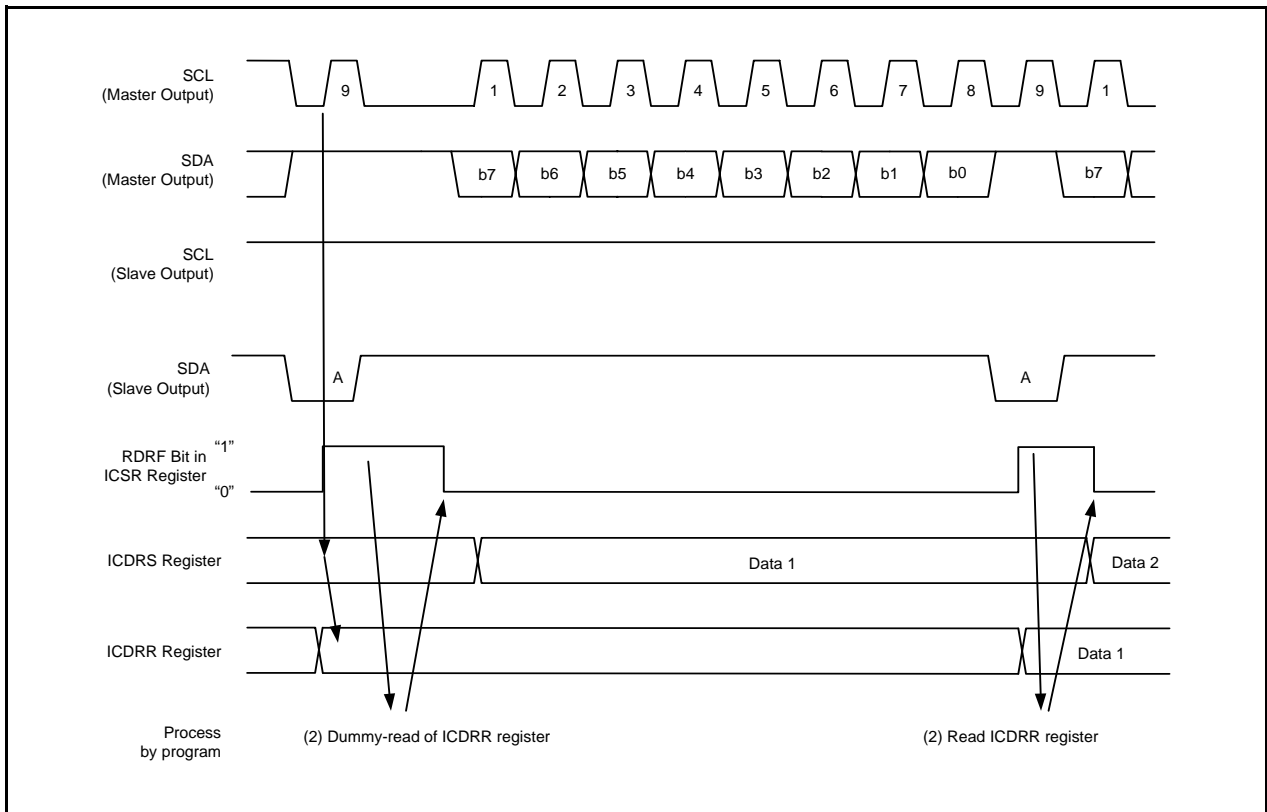 SCL
(Master Output)
9
1
2
3
4
5
6
7
8
9
1
SDA
(Master Output)
b7
b6
b5
b4
b3
b2
b1
b0
b7
SCL
(Slave Output)
SDA
(Slave Output)
A
A
RDRF Bit in
ICSR Register
“1”
“0”
ICDRS Register
Data 1
Data 2
ICDRR Register
Data 1
Process
by program
(2) Dummy-read of ICDRR register
(2) Read ICDRR register